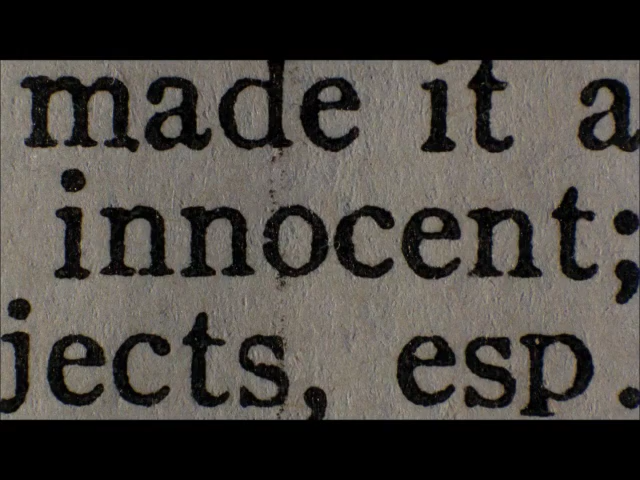 made it a
innocent;
jects, esp.